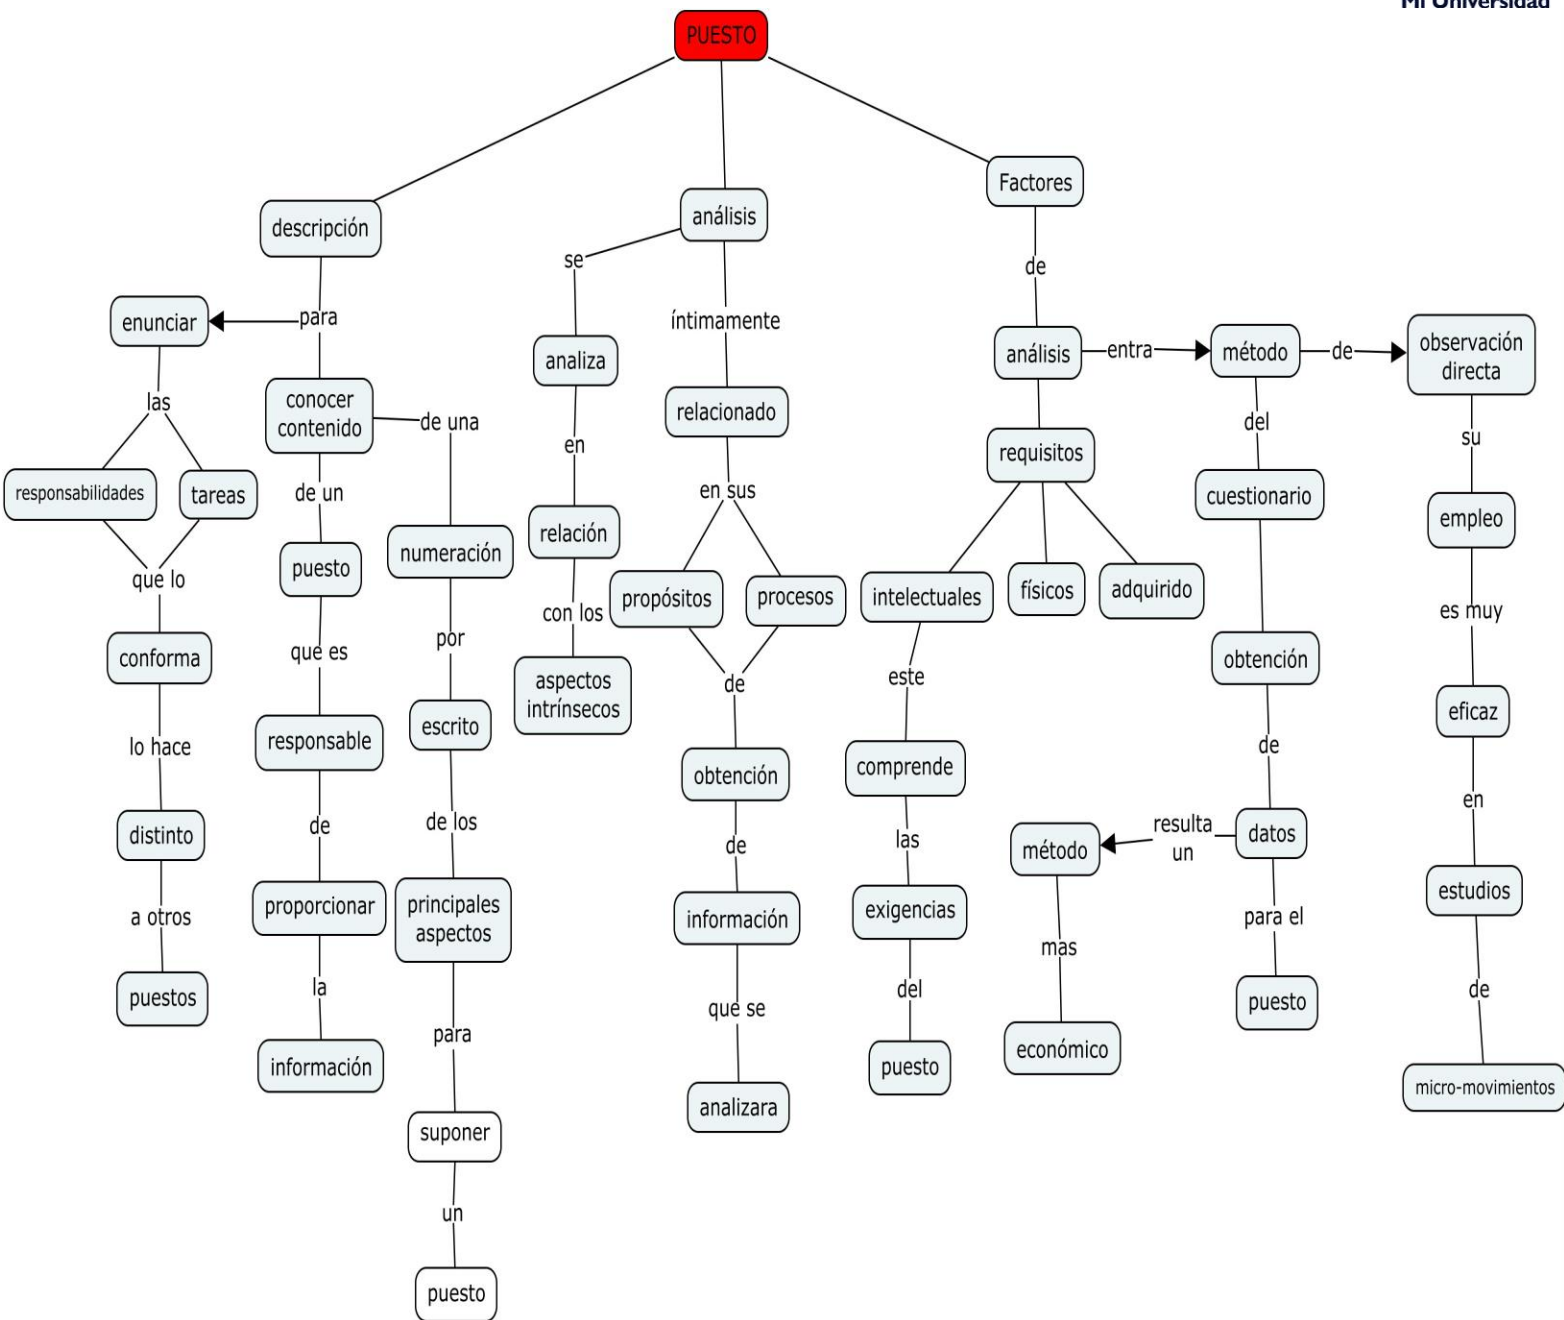 Mi Universidad
PUESTO
descripción
para
enunciar
las
responsabilidades
tareas
que lo
conforma
lo hace
distinto
a otros
puestos
conocer
contenido
de un
puesto
que es
responsable
de
proporcionar
la
información
de una
numeración
por
escrito
de los
principales
aspectos
para
suponer
un
puesto
análisis
se
analiza
en
relación
con los
aspectos
intrínsecos
íntimamente
relacionado
en sus
propósitos
procesos
de
obtención
de
información
que se
analizara
Factores
de
análisis
requisitos
intelectuales
físicos
adquirido
este
comprende
las
exigencias
del
puesto
entra
método
del
cuestionario
obtención
de
datos
resulta
un
método
mas
económico
para el
puesto
de
observación
directa
su
empleo
es muy
eficaz
en
estudios
de
micro-movimientos